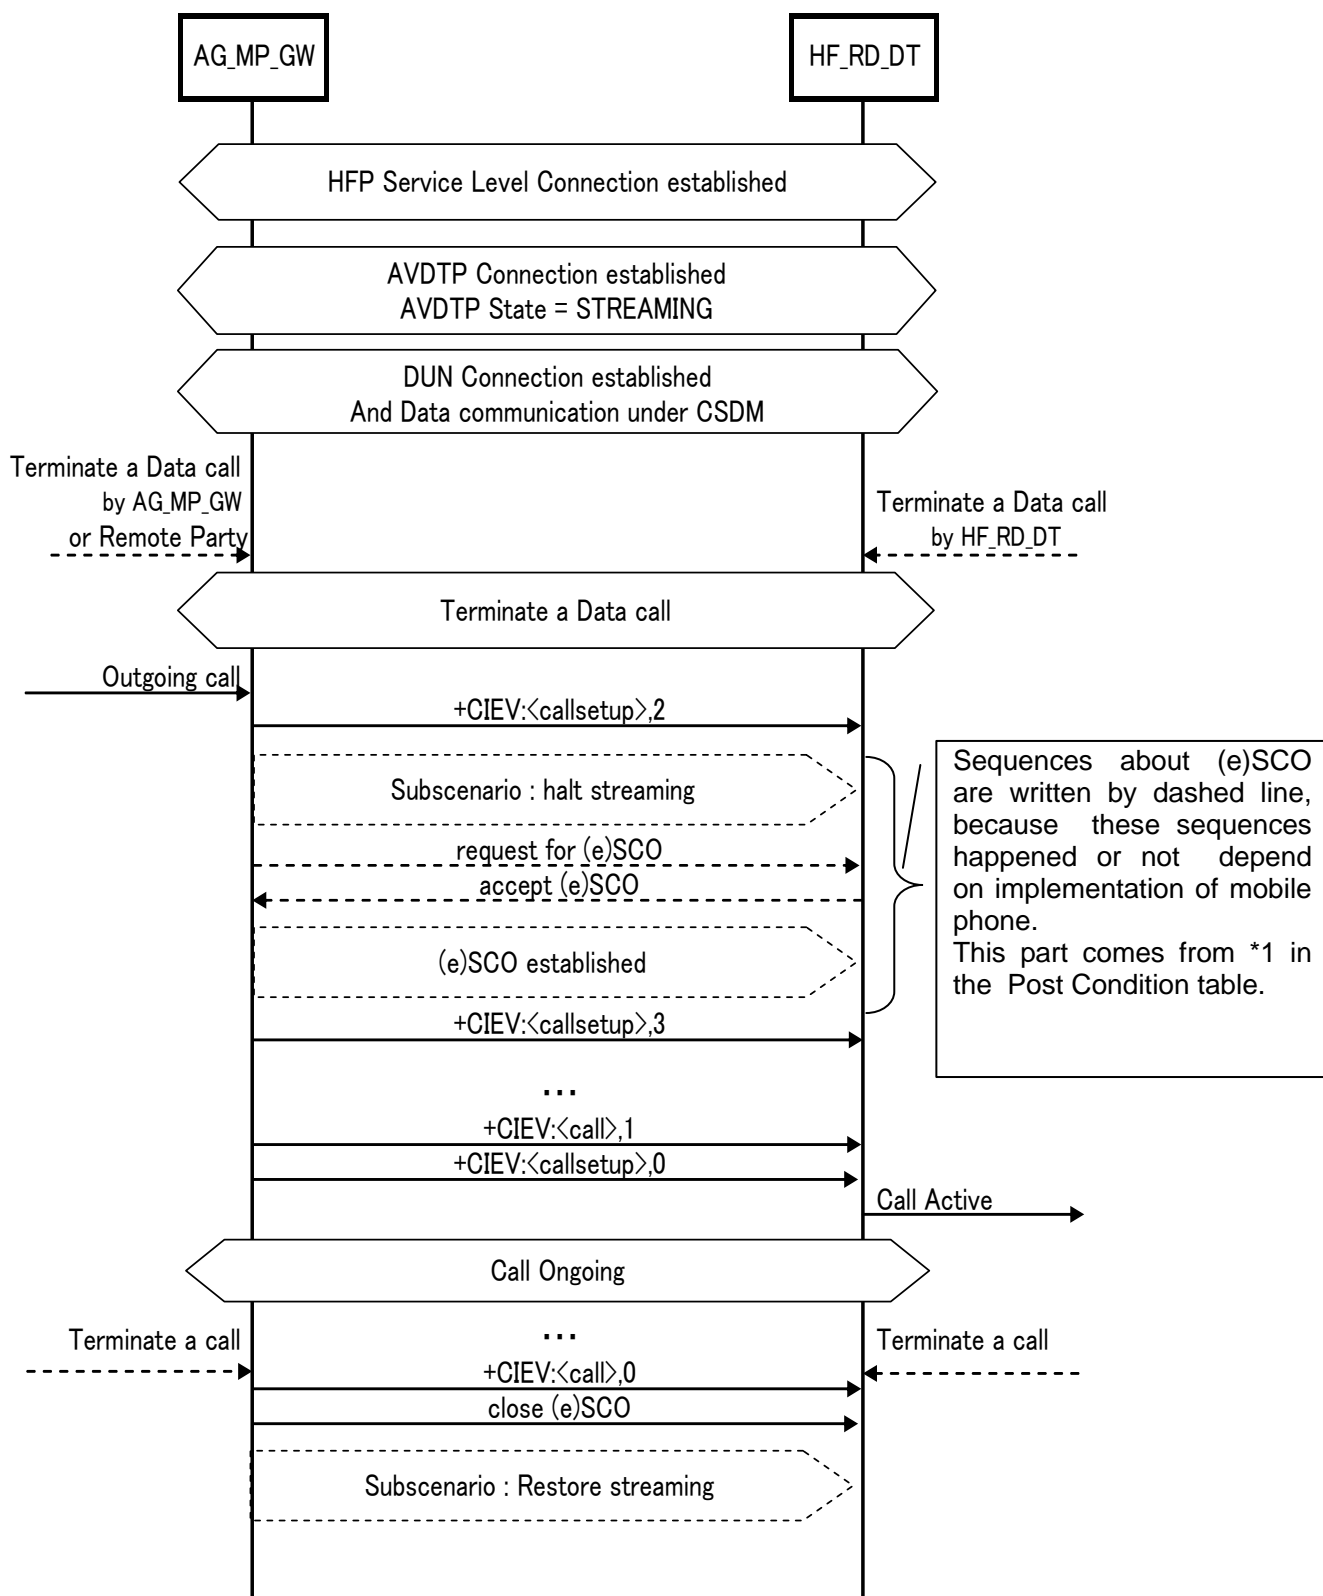 AG_MP_GW
HF_RD_DT
HFP Service Level Connection established
AVDTP Connection established
AVDTP State = STREAMING
DUN Connection established
And Data communication under CSDM
Terminate a Data call
by AG_MP_GW
or Remote Party
Terminate a Data call
by HF_RD_DT
Terminate a Data call
Outgoing call
+CIEV:<callsetup>,2
Subscenario : halt streaming
request for (e)SCO
accept (e)SCO
(e)SCO established
Sequences about (e)SCO
are written by dashed line,
because these sequences
happened or not depend
on implementation of mobile
phone.
This part comes from *1 in
the Post Condition table.
+CIEV:<callsetup>,3
...
+CIEV:<call>,1
+CIEV:<callsetup>,0
Call Active
Call Ongoing
...
Terminate a call
Terminate a call
+CIEV:<call>,0
close (e)SCO
Subscenario : Restore streaming